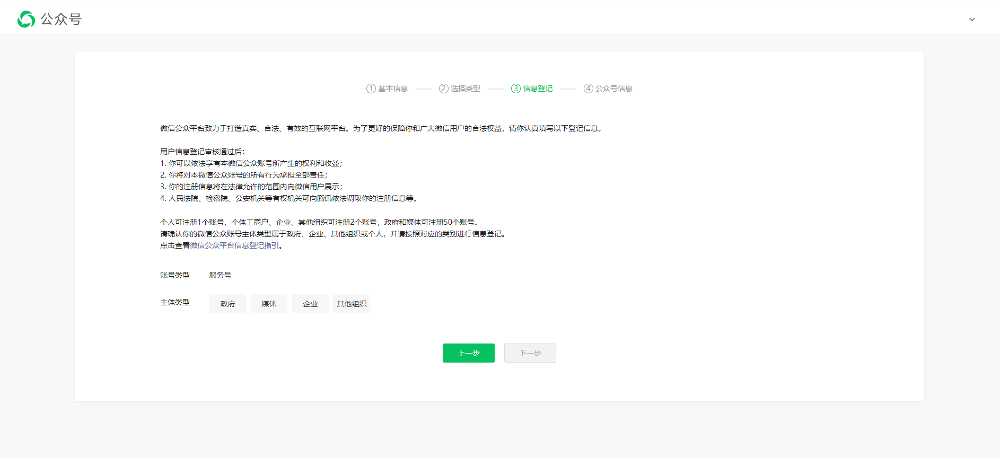 公众号
① 基本信息 ② 选择类型 ③ 信息登记 ④ 公众号信息
微信公众平台致力于打造真实、合法、有效的互联网平台。为了更好的保障你和广大微信用户的合法权益，请你认真填写以下登记信息。
用户信息登记审核通过后：
1. 你可以依法享有本微信公众账号所产生的权利和收益；
2. 你将对本微信公众账号的所有行为承担全部责任；
3. 你的注册信息将在法律允许的范围内向微信用户展示；
4. 人民法院、检察院、公安机关等有权机关可向腾讯依法调取你的注册信息等。
个人可注册1个账号，个体工商户、企业、其他组织可注册2个账号，政府和媒体可注册50个账号。
请确认你的微信公众账号主体类型属于政府、企业、其他组织或个人，并请按照对应的类别进行信息登记。
点击查看微信公众平台信息登记指引。
账号类型 服务号
主体类型 政府 媒体 企业 其他组织
上一步 下一步